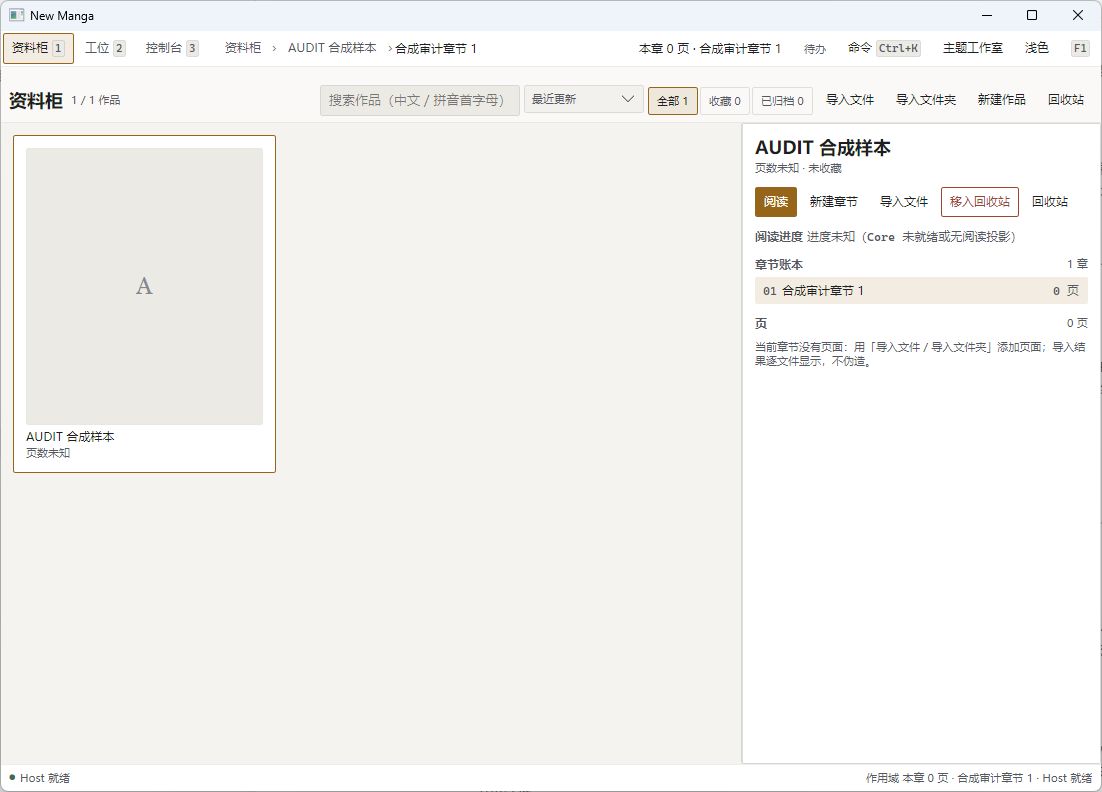 New Manga
资料柜 1 工位 2 控制台 3 资料柜 › AUDIT 合成样本 › 合成审计章节 1 本章 0 页 · 合成审计章节 1 待办 命令 Ctrl+K 主题工作室 浅色 F1
资料柜 1 / 1 作品 搜索作品（中文 / 拼音首字母） 最近更新 全部 1 收藏 0 已归档 0 导入文件 导入文件夹 新建作品 回收站
A
AUDIT 合成样本
页数未知
AUDIT 合成样本
页数未知 · 未收藏
阅读 新建章节 导入文件 移入回收站 回收站
阅读进度 进度未知（Core 未就绪或无阅读投影）
章节账本 1 章
01 合成审计章节 1 0 页
页 0 页
当前章节没有页面：用「导入文件 / 导入文件夹」添加页面；导入结
果逐文件显示，不伪造。
Host 就绪 作用域 本章 0 页 · 合成审计章节 1 · Host 就绪